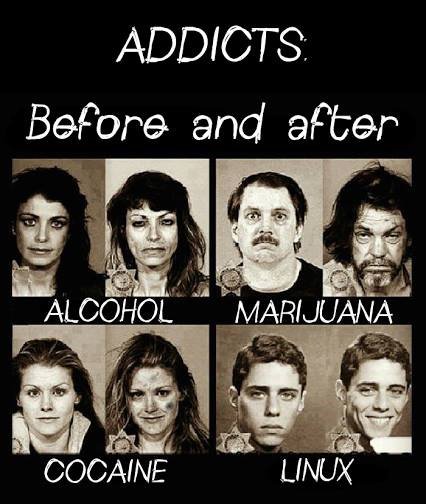 ADDICTS:
Before and after
ALCOHOL
MARIJUANA
COCAINE
LINUX